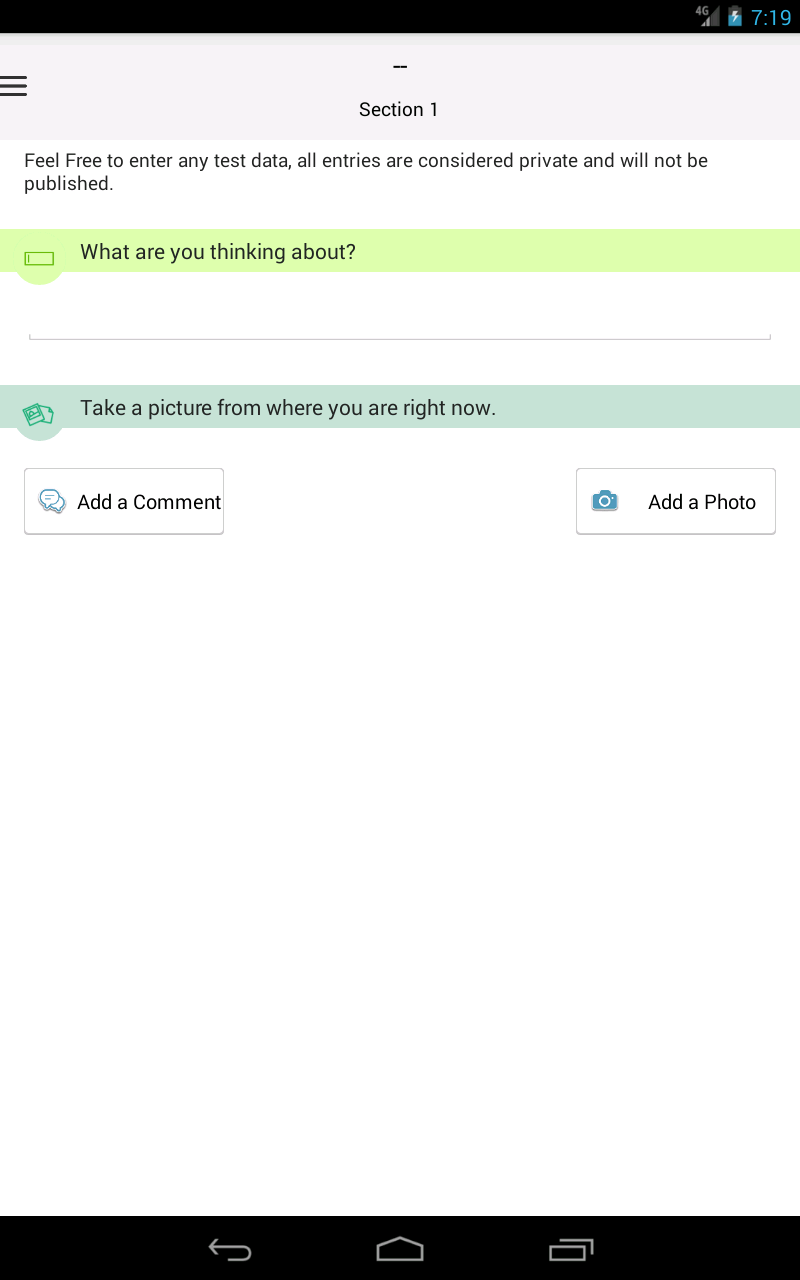 4G 7:19
--
Section 1
Feel Free to enter any test data, all entries are considered private and will not be
published.
What are you thinking about?
Take a picture from where you are right now.
Add a Comment
Add a Photo